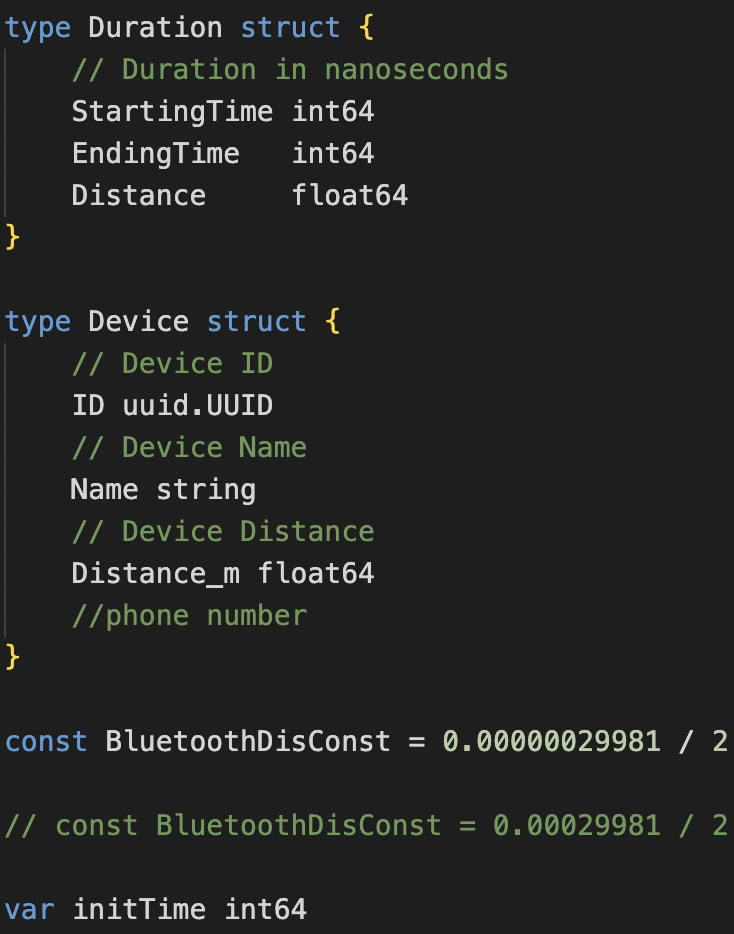 type Duration struct {
    // Duration in nanoseconds
    StartingTime int64
    EndingTime   int64
    Distance     float64
}

type Device struct {
    // Device ID
    ID uuid.UUID
    // Device Name
    Name string
    // Device Distance
    Distance_m float64
    //phone number
}

const BluetoothDisConst = 0.00000029981 / 2

// const BluetoothDisConst = 0.00029981 / 2

var initTime int64